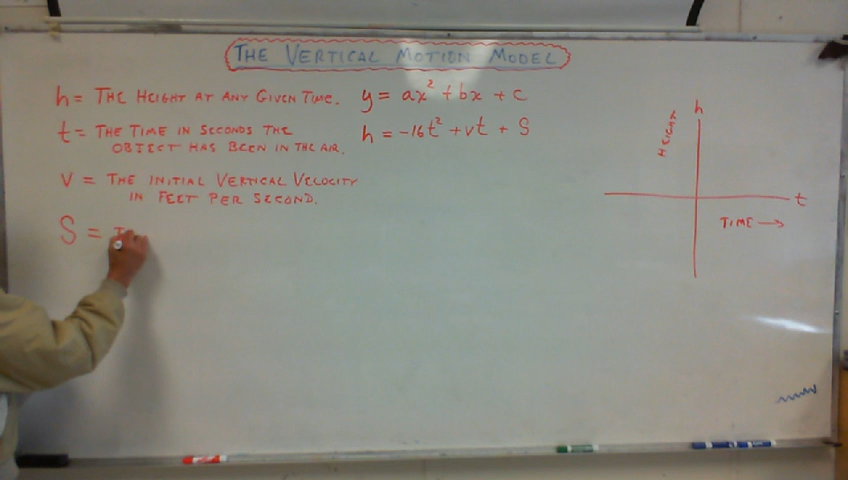 THE VERTICAL MOTION MODEL
h = THE HEIGHT AT ANY GIVEN TIME.
t = THE TIME IN SECONDS THE
OBJECT HAS BEEN IN THE AIR.
V = THE INITIAL VERTICAL VELOCITY
IN FEET PER SECOND.
S =
y = ax² + bx + c
h = -16t² + vt + S
h
HEIGHT
t
TIME →